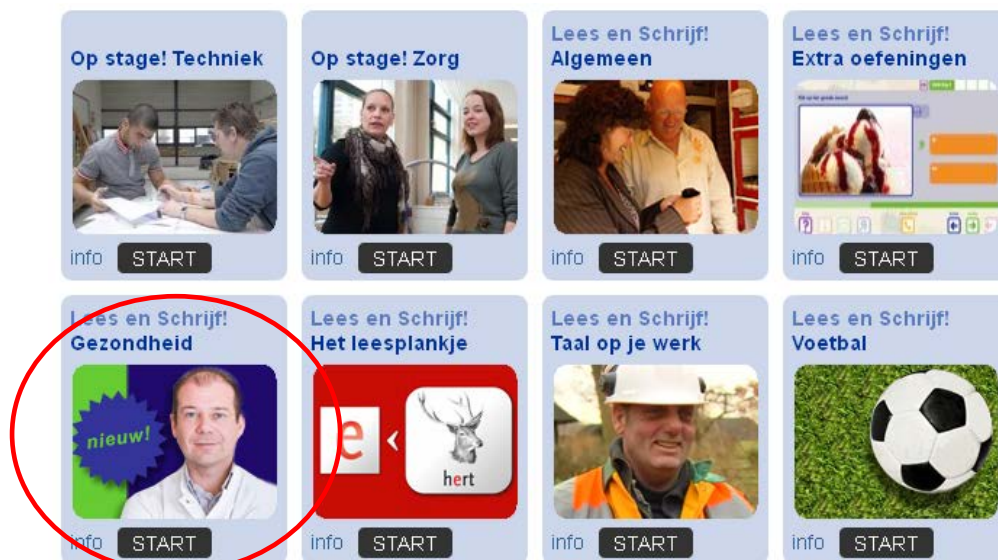 Op stage! Techniek
info START
Op stage! Zorg
info START
Lees en Schrijf!
Algemeen
info START
Lees en Schrijf!
Extra oefeningen
info START
Lees en Schrijf!
Gezondheid
nieuw!
info START
Lees en Schrijf!
Het leesplankje
e
hert
info START
Lees en Schrijf!
Taal op je werk
info START
Lees en Schrijf!
Voetbal
info START